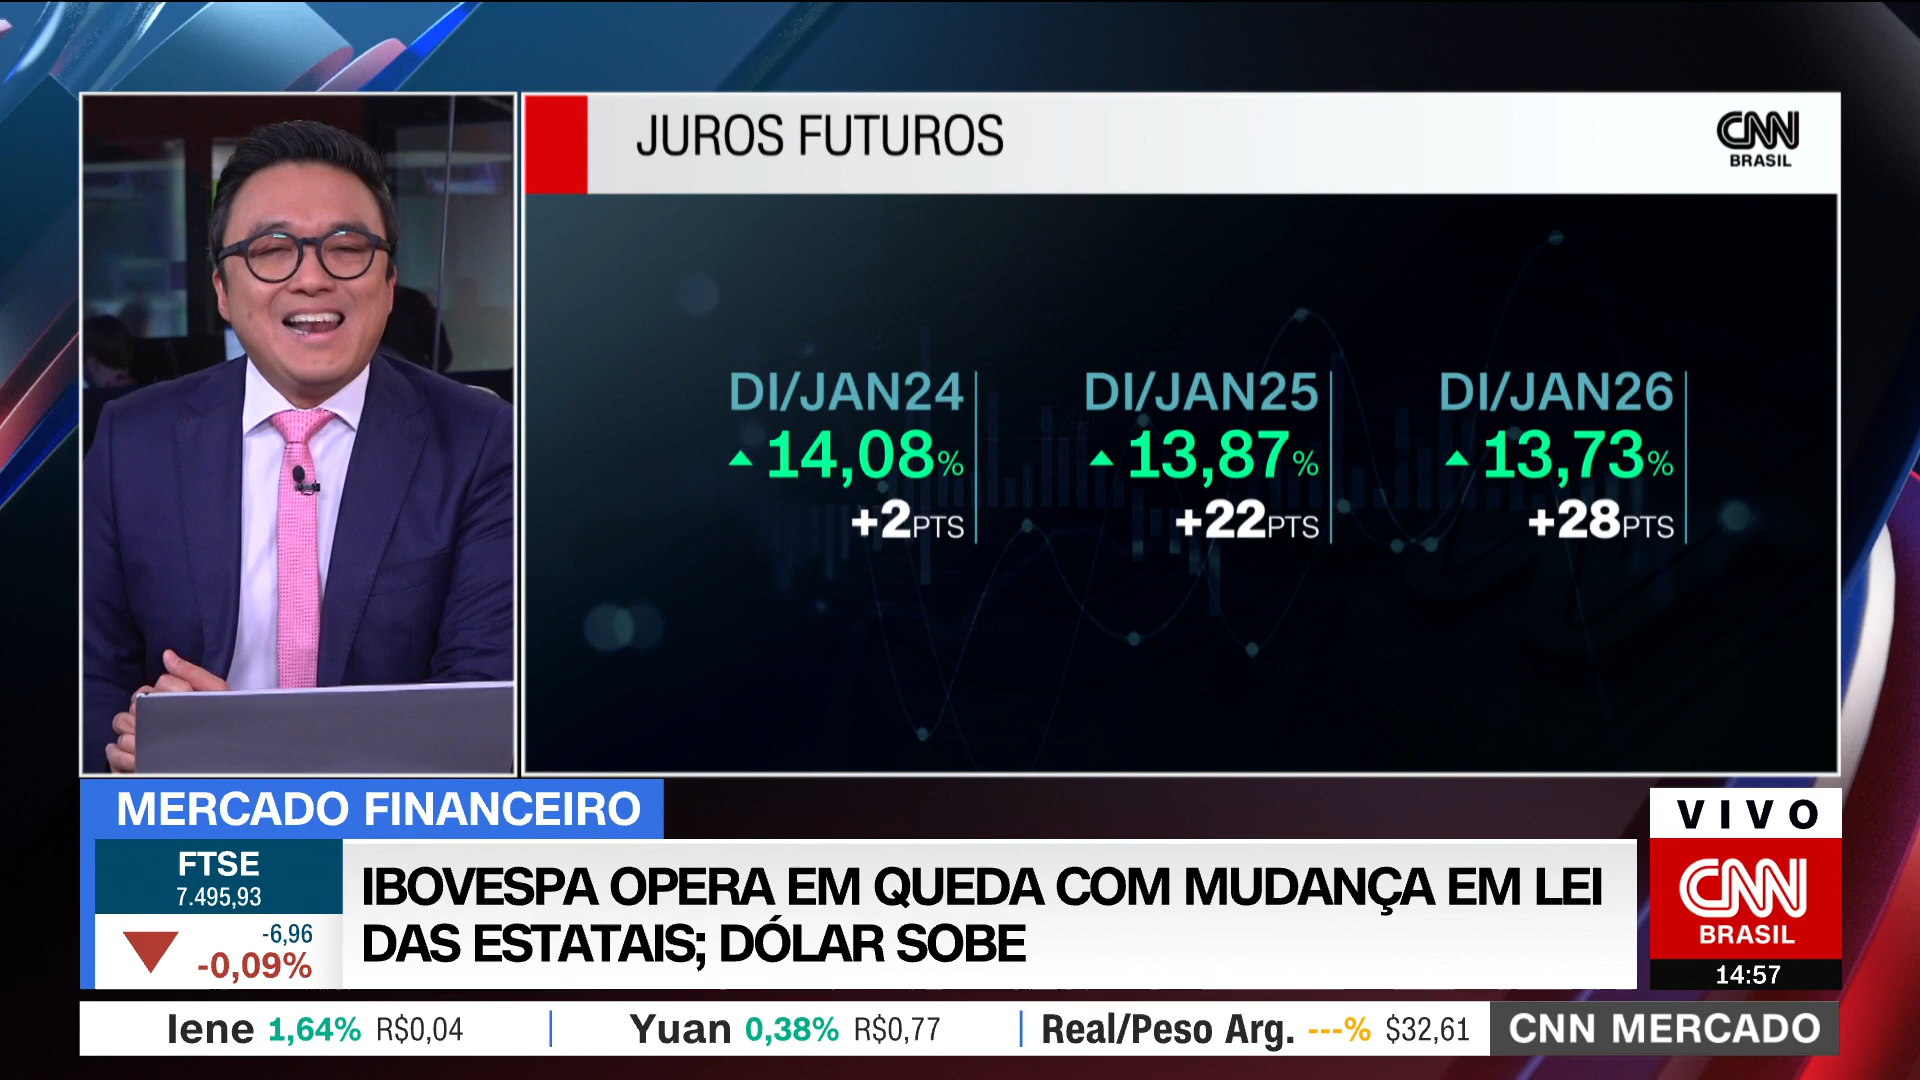 JUROS FUTUROS
CNN
BRASIL
DI/JAN24
14,08%
+2PTS
DI/JAN25
13,87%
+22PTS
DI/JAN26
13,73%
+28PTS
MERCADO FINANCEIRO
FTSE
7.495,93
-6,96
-0,09%
IBOVESPA OPERA EM QUEDA COM MUDANÇA EM LEI
DAS ESTATAIS; DÓLAR SOBE
VIVO
CNN
BRASIL
14:57
Iene 1,64% R$0,04 Yuan 0,38% R$0,77 Real/Peso Arg. ---% $32,61 CNN MERCADO